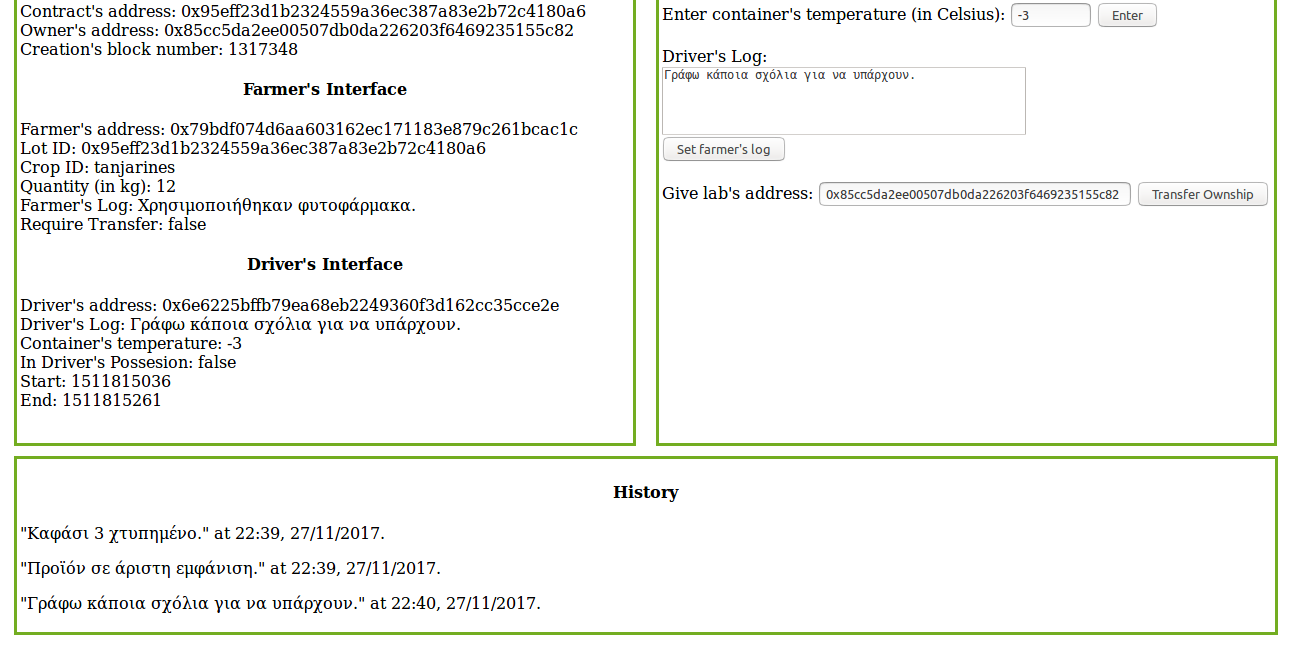 Contract's address: 0x95eff23d1b2324559a36ec387a83e2b72c4180a6
Owner's address: 0x85cc5da2ee00507db0da226203f6469235155c82
Creation's block number: 1317348
Farmer's Interface
Farmer's address: 0x79bdf074d6aa603162ec171183e879c261bcac1c
Lot ID: 0x95eff23d1b2324559a36ec387a83e2b72c4180a6
Crop ID: tanjarines
Quantity (in kg): 12
Farmer's Log: Χρησιμοποιήθηκαν φυτοφάρμακα.
Require Transfer: false
Driver's Interface
Driver's address: 0x6e6225bffb79ea68eb2249360f3d162cc35cce2e
Driver's Log: Γράφω κάποια σχόλια για να υπάρχουν.
Container's temperature: -3
In Driver's Possesion: false
Start: 1511815036
End: 1511815261
Enter container's temperature (in Celsius): -3 Enter
Driver's Log:
Γράφω κάποια σχόλια για να υπάρχουν.
Set farmer's log
Give lab's address: 0x85cc5da2ee00507db0da226203f6469235155c82 Transfer Ownship
History
"Καφάσι 3 χτυπημένο." at 22:39, 27/11/2017.
"Προϊόν σε άριστη εμφάνιση." at 22:39, 27/11/2017.
"Γράφω κάποια σχόλια για να υπάρχουν." at 22:40, 27/11/2017.